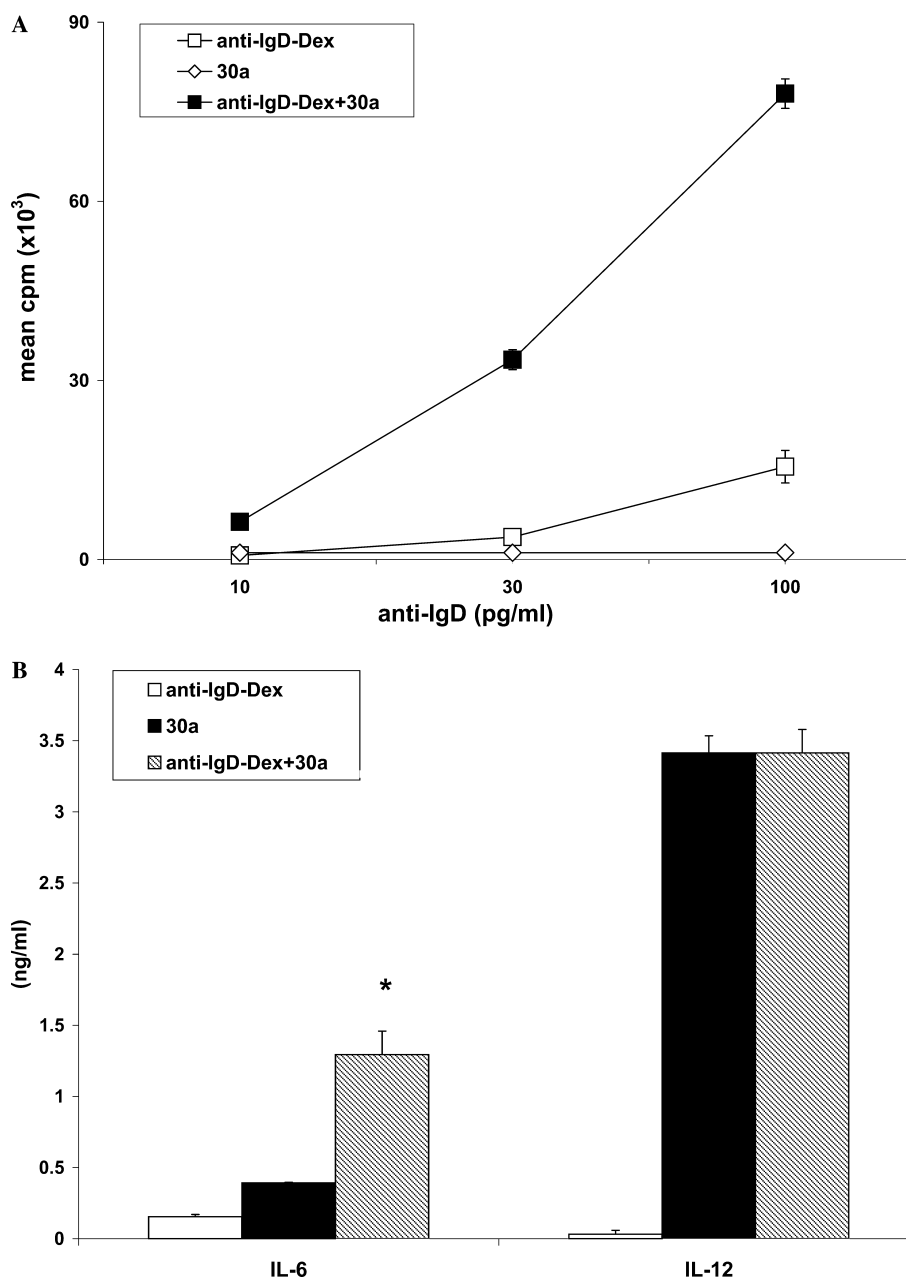 A
90
anti-IgD-Dex
30a
anti-IgD-Dex+30a
60
mean cpm (x10³)
30
0
10 30 100
anti-IgD (pg/ml)
B
4
anti-IgD-Dex
30a
anti-IgD-Dex+30a
3.5
3
2.5
2
(ng/ml)
*
1.5
1
0.5
0
IL-6 IL-12